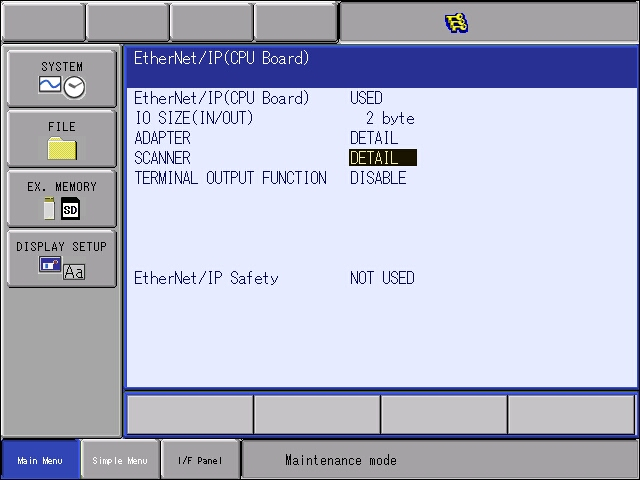 EtherNet/IP(CPU Board)
SYSTEM
EtherNet/IP(CPU Board) USED
IO SIZE(IN/OUT) 2 byte
FILE
ADAPTER DETAIL
SCANNER DETAIL
TERMINAL OUTPUT FUNCTION DISABLE
EX. MEMORY
SD
DISPLAY SETUP
Aa
EtherNet/IP Safety NOT USED
Main Menu
Simple Menu
I/F Panel
Maintenance mode